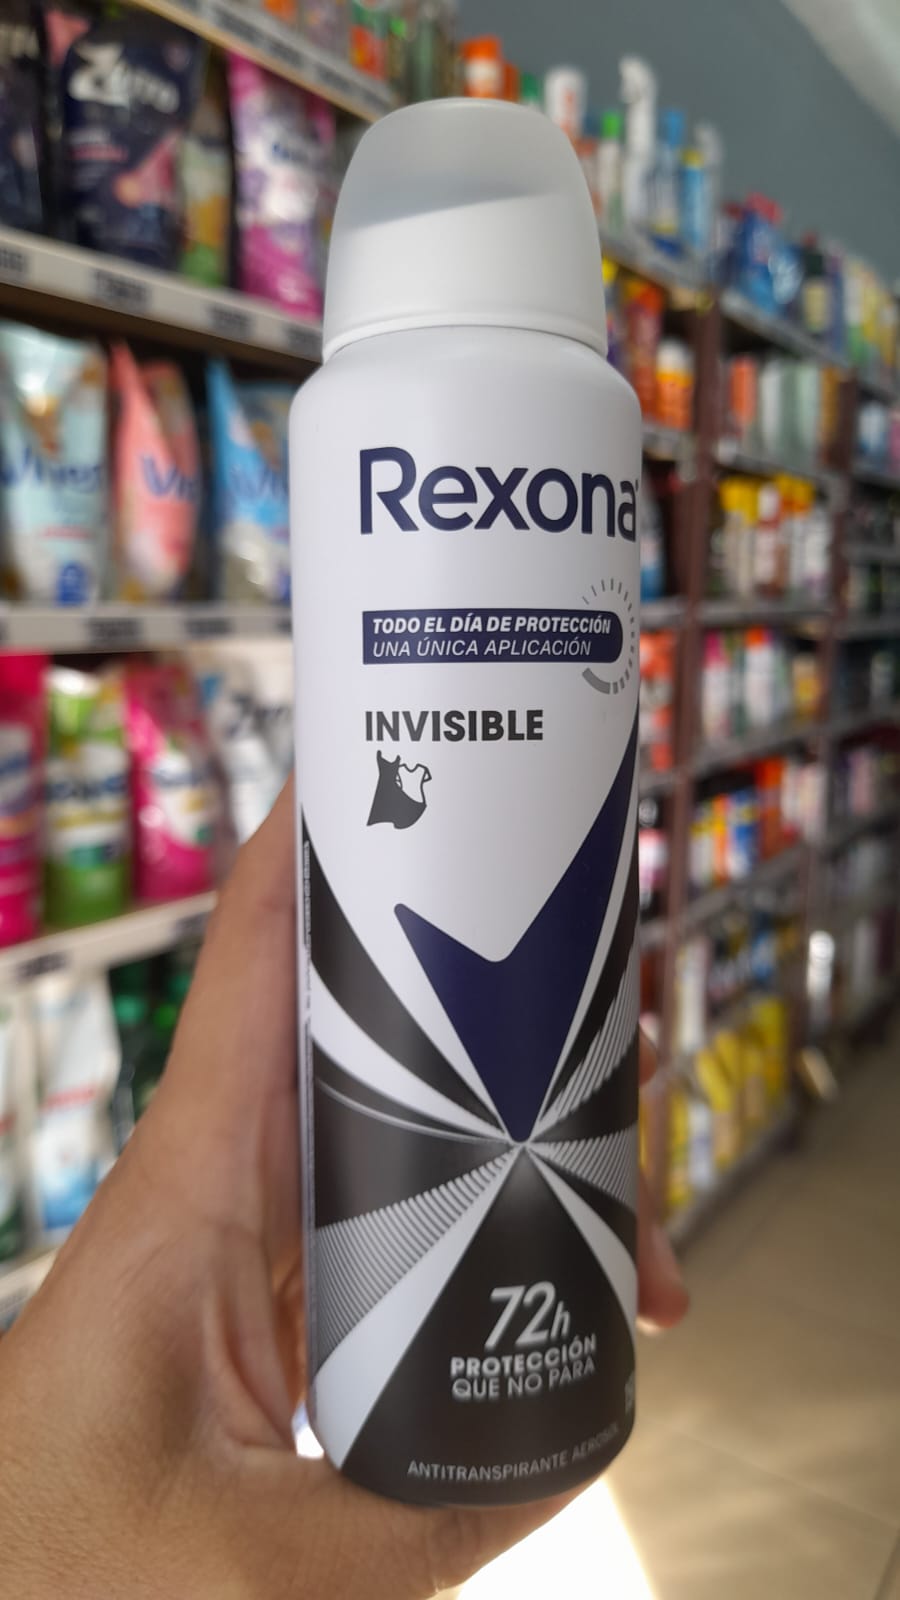 Rexona
TODO EL DÍA DE PROTECCIÓN
UNA ÚNICA APLICACIÓN
INVISIBLE
72h
PROTECCIÓN
QUE NO PARA
ANTITRANSPIRANTE AEROSOL